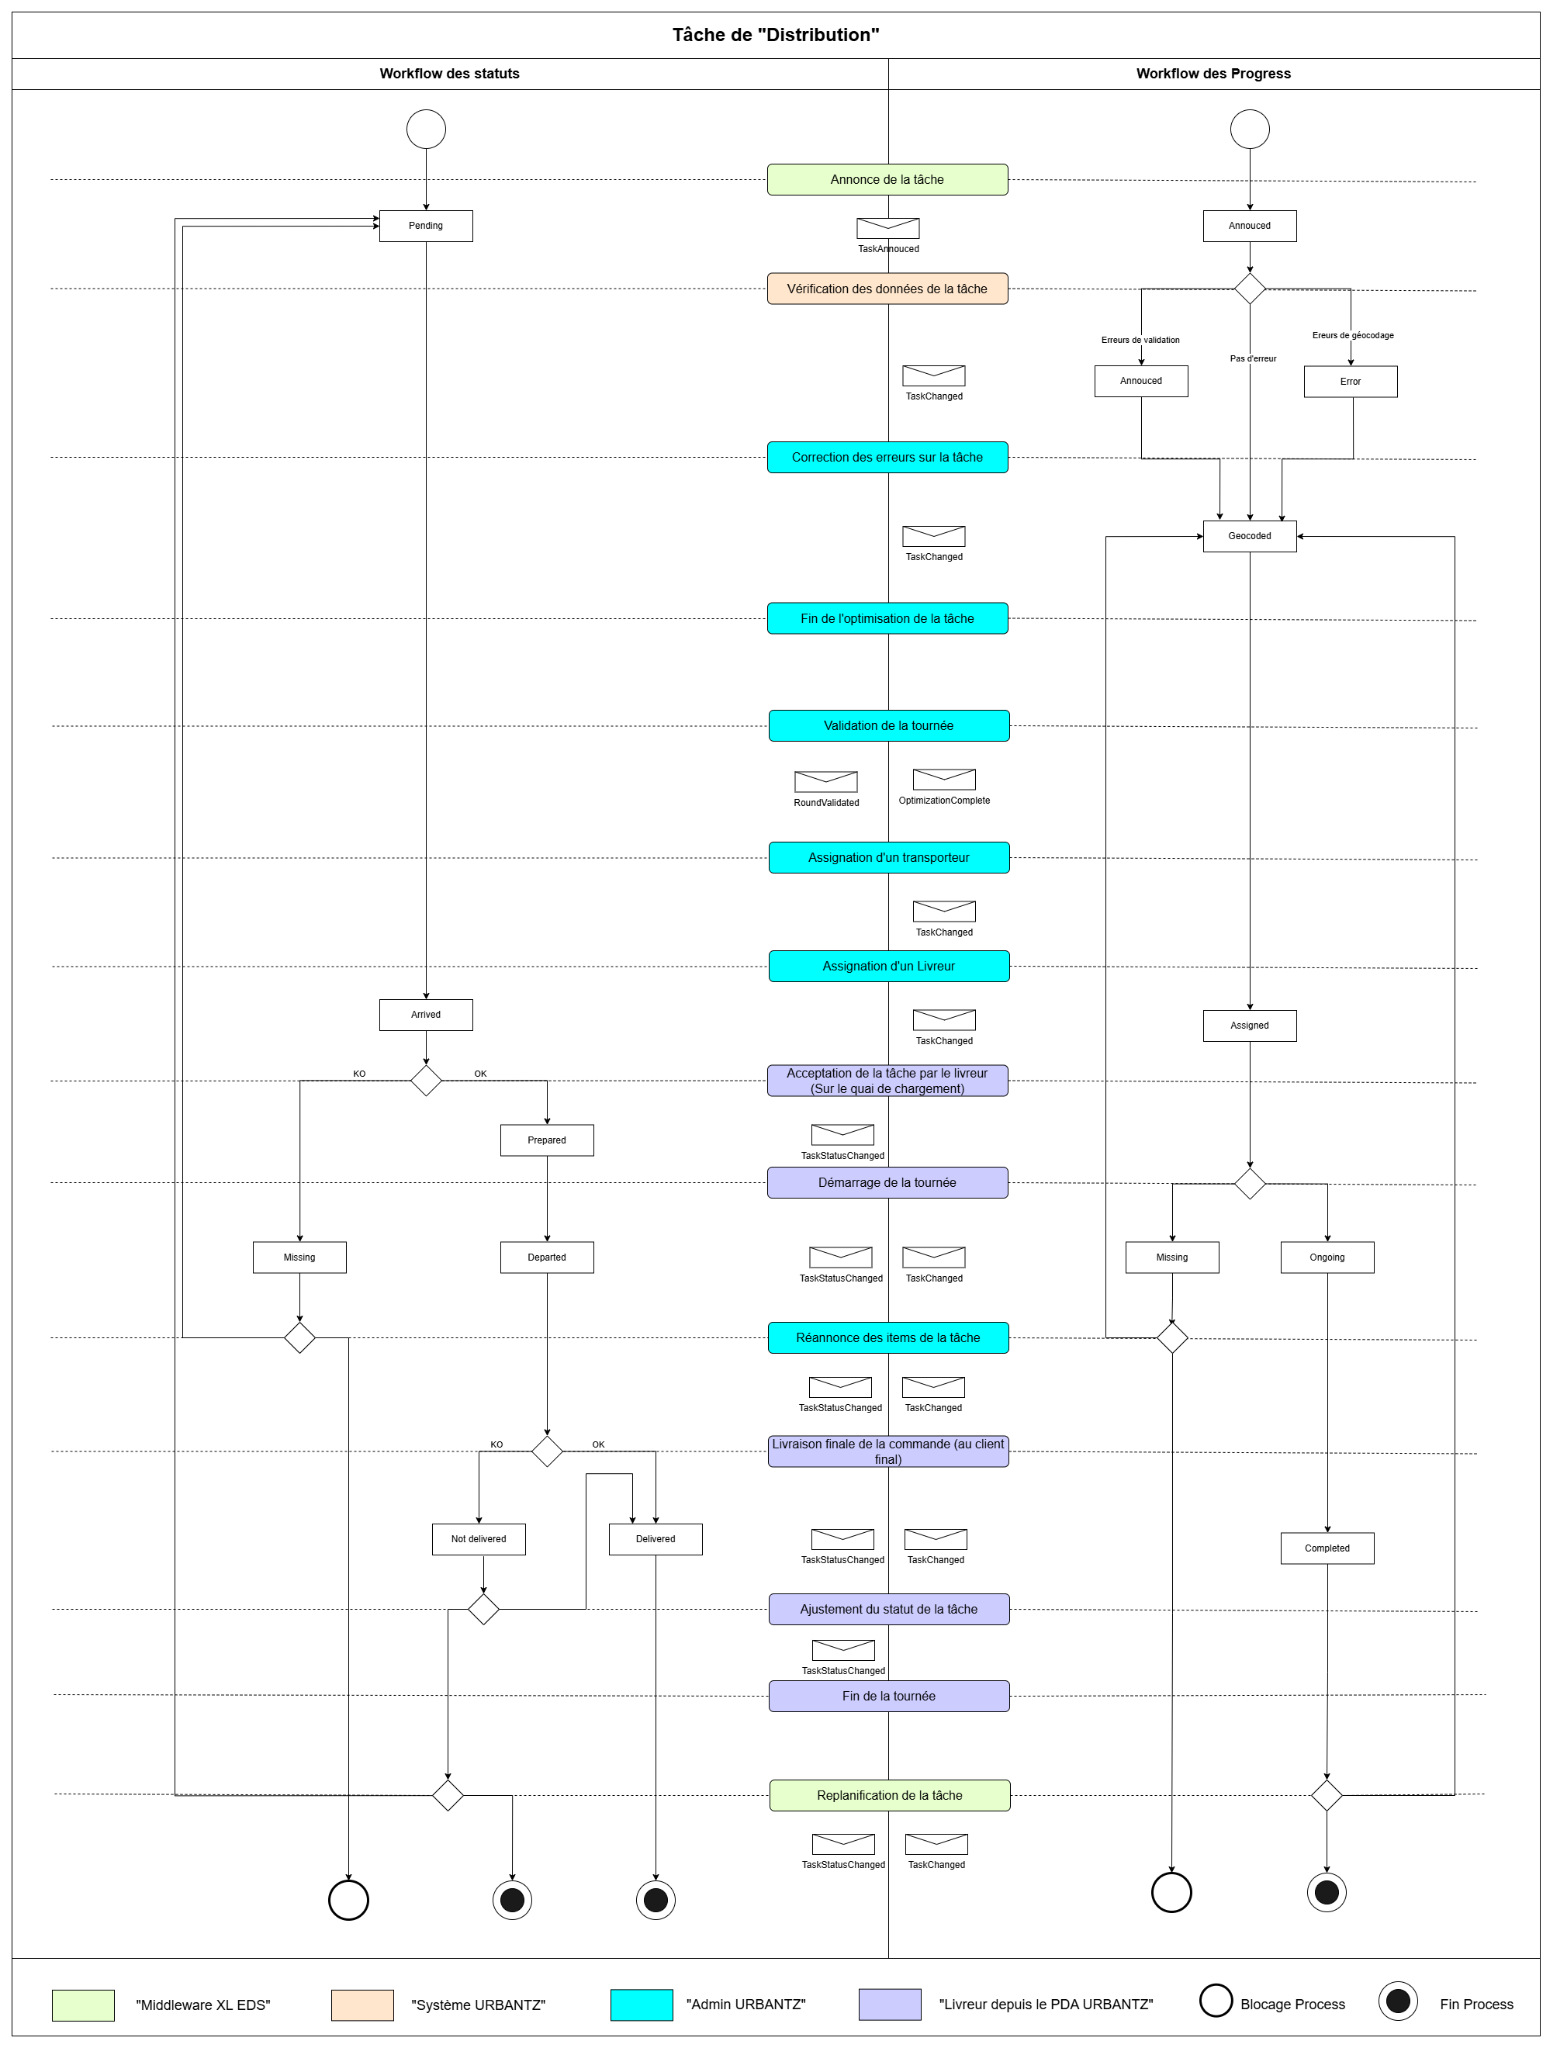 Tâche de "Distribution"
Workflow des statuts
Workflow des Progress
Annonce de la tâche
Pending
TaskAnnouced
Annouced
Vérification des données de la tâche
Erreurs de validation
Pas d'erreur
Ereurs de géocodage
TaskChanged
Annouced
Error
Correction des erreurs sur la tâche
TaskChanged
Geocoded
Fin de l'optimisation de la tâche
Validation de la tournée
RoundValidated
OptimizationComplete
Assignation d'un transporteur
TaskChanged
Assignation d'un Livreur
Arrived
TaskChanged
Assigned
KO
OK
Acceptation de la tâche par le livreur
(Sur le quai de chargement)
Prepared
TaskStatusChanged
Démarrage de la tournée
Missing
Departed
TaskStatusChanged
TaskChanged
Missing
Ongoing
Réannonce des items de la tâche
TaskStatusChanged
TaskChanged
KO
OK
Livraison finale de la commande (au client
final)
Not delivered
Delivered
TaskStatusChanged
TaskChanged
Completed
Ajustement du statut de la tâche
TaskStatusChanged
Fin de la tournée
Replanification de la tâche
TaskStatusChanged
TaskChanged
"Middleware XL EDS"
"Système URBANTZ"
"Admin URBANTZ"
"Livreur depuis le PDA URBANTZ"
Blocage Process
Fin Process